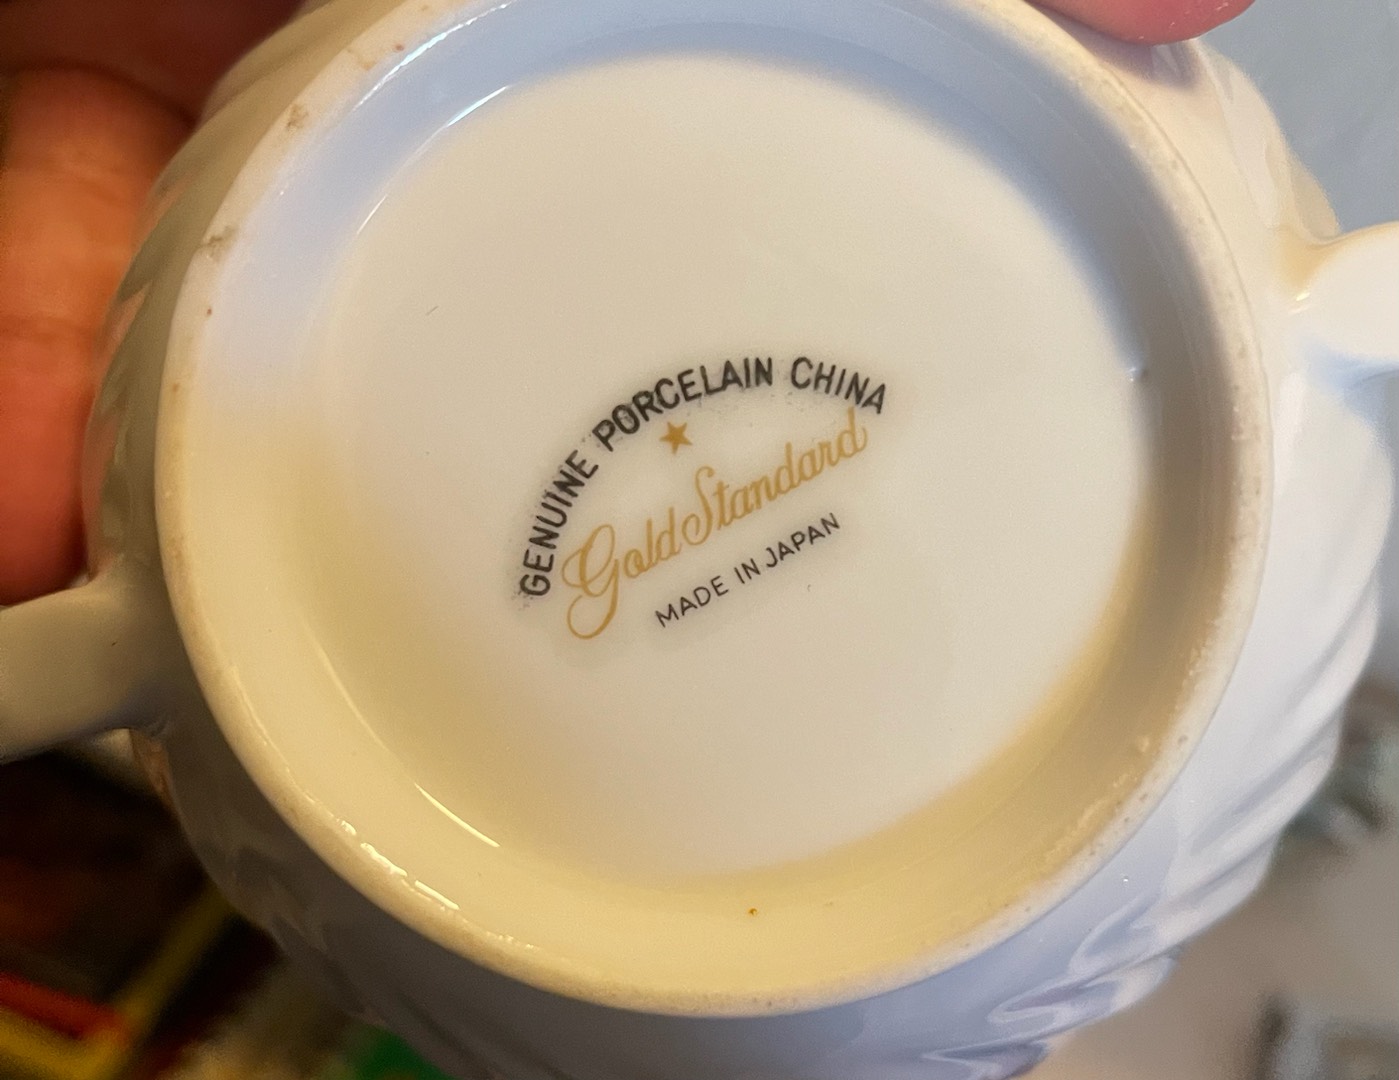 GENUINE PORCELAIN CHINA
Gold Standard
MADE IN JAPAN